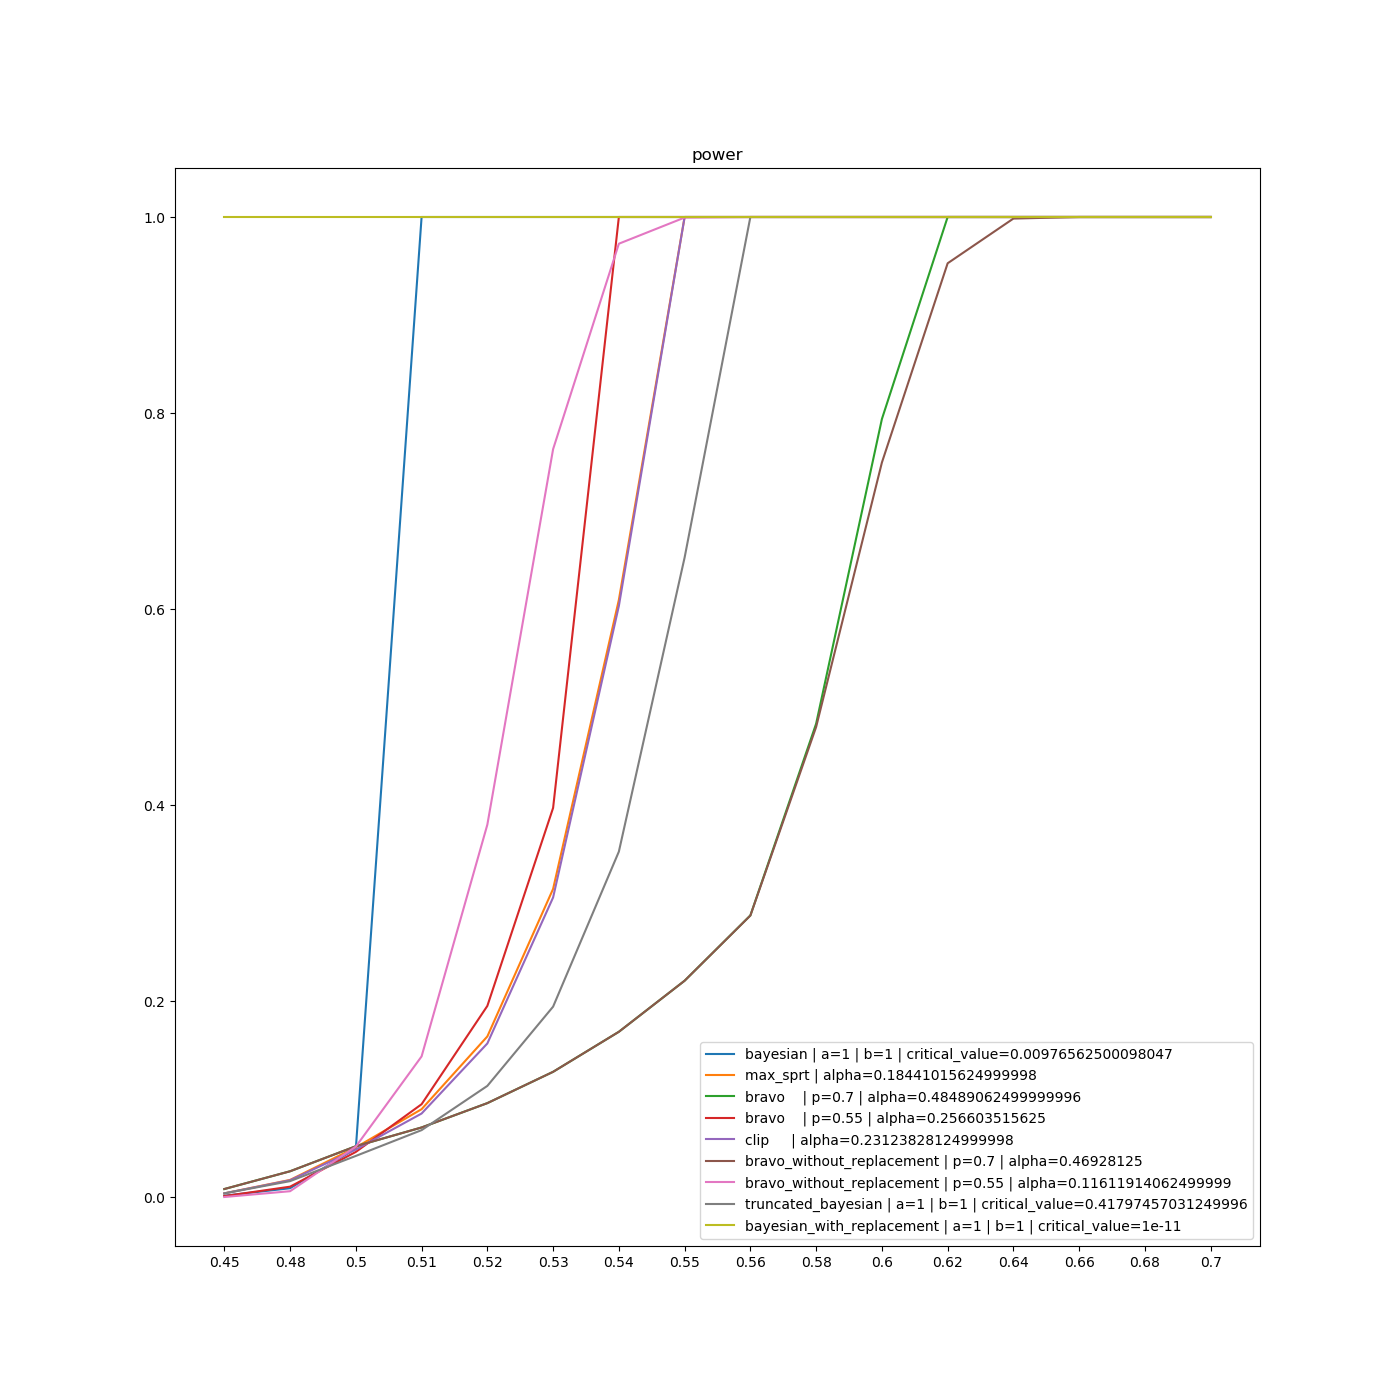 power
1.0
0.8
0.6
0.4
0.2
0.0
bayesian | a=1 | b=1 | critical_value=0.00976562500098047
max_sprt | alpha=0.18441015624999998
bravo    | p=0.7 | alpha=0.48489062499999996
bravo    | p=0.55 | alpha=0.256603515625
clip     | alpha=0.23123828124999998
bravo_without_replacement | p=0.7 | alpha=0.46928125
bravo_without_replacement | p=0.55 | alpha=0.11611914062499999
truncated_bayesian | a=1 | b=1 | critical_value=0.41797457031249996
bayesian_with_replacement | a=1 | b=1 | critical_value=1e-11
0.45 0.48 0.5 0.51 0.52 0.53 0.54 0.55 0.56 0.58 0.6 0.62 0.64 0.66 0.68 0.7